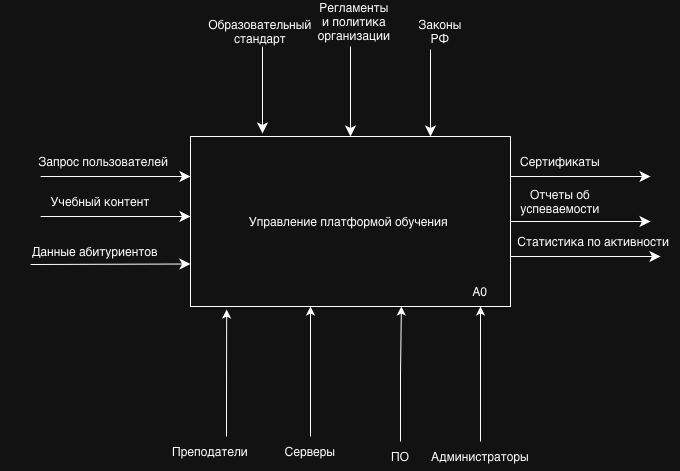 Образовательный
стандарт
Регламенты
и политика
организации
Законы
РФ
Запрос пользователей
Учебный контент
Данные абитуриентов
Управление платформой обучения
А0
Сертификаты
Отчеты об
успеваемости
Статистика по активности
Преподатели
Серверы
ПО
Администраторы